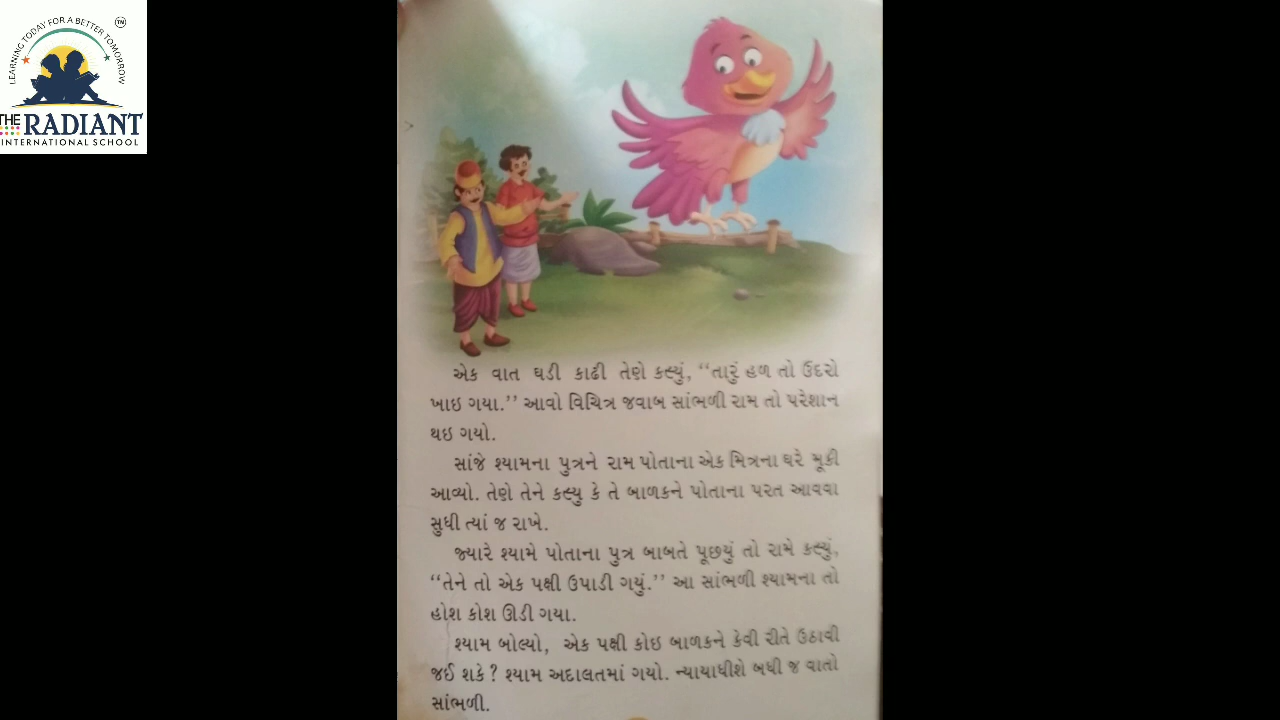 LEARNING TODAY FOR A BETTER TOMORROW
TM
THE RADIANT
INTERNATIONAL SCHOOL
એક વાત ઘડી કાઢી તેણે કહ્યું, “તારું હળ તો ઉંદરો
ખાઇ ગયા.” આવો વિચિત્ર જવાબ સાંભળી રામ તો પરેશાન
થઇ ગયો.
સાંજે શ્યામના પુત્રને રામ પોતાના એક મિત્રના ઘરે મૂકી
આવ્યો. તેણે તેને કહ્યુ કે તે બાળકને પોતાના પરત આવવા
સુધી ત્યાં જ રાખે.
જ્યારે શ્યામે પોતાના પુત્ર બાબતે પૂછયું તો રામે કહ્યું,
“તેને તો એક પક્ષી ઉપાડી ગયું.” આ સાંભળી શ્યામના તો
હોશ કોશ ઊડી ગયા.
શ્યામ બોલ્યો, એક પક્ષી કોઇ બાળકને કેવી રીતે ઉઠાવી
જઈ શકે ? શ્યામ અદાલતમાં ગયો. ન્યાયાધીશે બધી જ વાતો
સાંભળી.